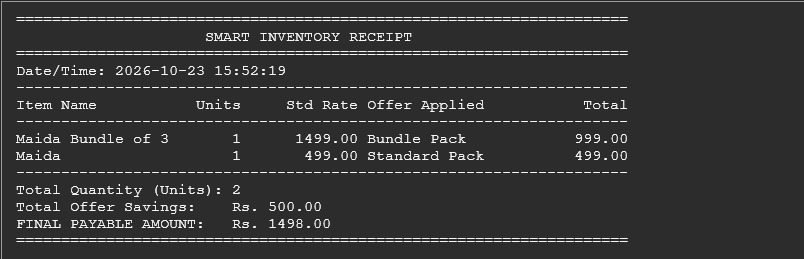 ====================================================================
SMART INVENTORY RECEIPT
====================================================================
Date/Time: 2026-10-23 15:52:19
--------------------------------------------------------------------
Item Name           Units     Std Rate Offer Applied           Total
--------------------------------------------------------------------
Maida Bundle of 3       1      1499.00 Bundle Pack            999.00
Maida                   1       499.00 Standard Pack          499.00
--------------------------------------------------------------------
Total Quantity (Units): 2
Total Offer Savings:    Rs. 500.00
FINAL PAYABLE AMOUNT:   Rs. 1498.00
====================================================================